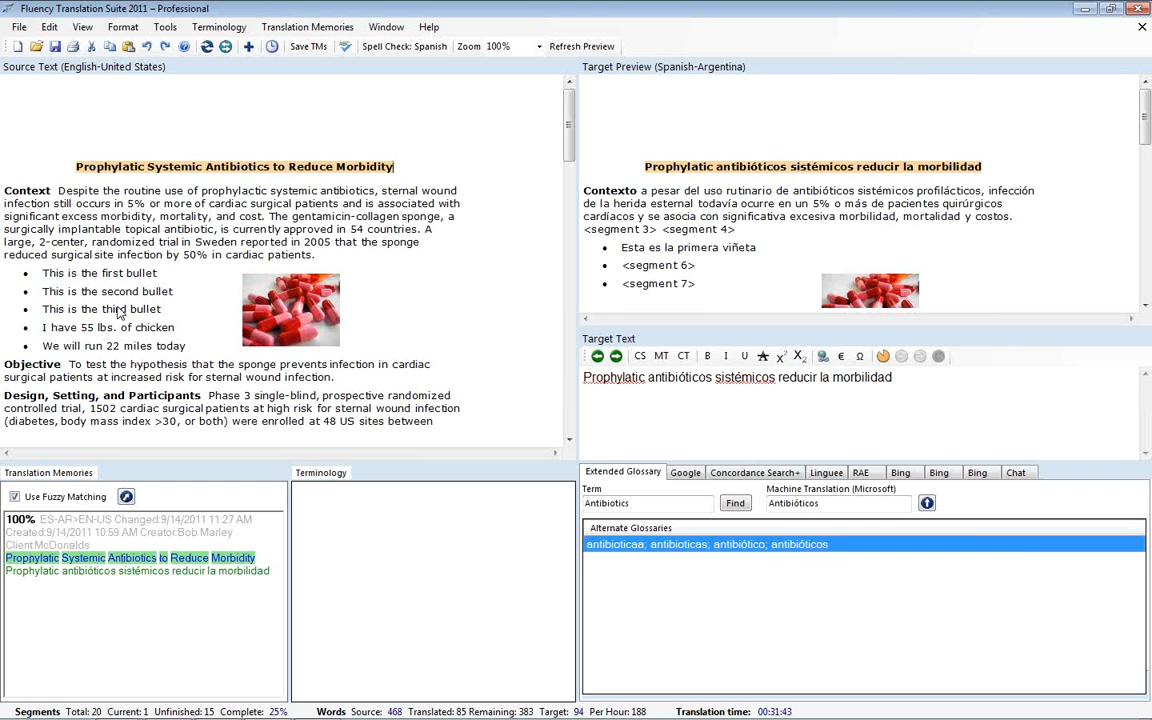 Fluency Translation Suite 2011 – Professional
File Edit View Format Tools Terminology Translation Memories Window Help
Save TMs Spell Check: Spanish Zoom 100% Refresh Preview
Source Text (English-United States)
Prophylatic Systemic Antibiotics to Reduce Morbidity
Context Despite the routine use of prophylactic systemic antibiotics, sternal wound
infection still occurs in 5% or more of cardiac surgical patients and is associated with
significant excess morbidity, mortality, and cost. The gentamicin-collagen sponge, a
surgically implantable topical antibiotic, is currently approved in 54 countries. A
large, 2-center, randomized trial in Sweden reported in 2005 that the sponge
reduced surgical site infection by 50% in cardiac patients.
• This is the first bullet
• This is the second bullet
• This is the third bullet
• I have 55 lbs. of chicken
• We will run 22 miles today
Objective To test the hypothesis that the sponge prevents infection in cardiac
surgical patients at increased risk for sternal wound infection.
Design, Setting, and Participants Phase 3 single-blind, prospective randomized
controlled trial, 1502 cardiac surgical patients at high risk for sternal wound infection
(diabetes, body mass index >30, or both) were enrolled at 48 US sites between
Target Preview (Spanish-Argentina)
Prophylatic antibióticos sistémicos reducir la morbilidad
Contexto a pesar del uso rutinario de antibióticos sistémicos profilácticos, infección
de la herida esternal todavía ocurre en un 5% o más de pacientes quirúrgicos
cardíacos y se asocia con significativa excesiva morbilidad, mortalidad y costos.
<segment 3> <segment 4>
• Esta es la primera viñeta
• <segment 6>
• <segment 7>
Target Text
CS MT CT B I U A X² X₂ € Ω
Prophylatic antibióticos sistémicos reducir la morbilidad
Translation Memories
Use Fuzzy Matching
100% ES-AR>EN-US Changed:9/14/2011 11:27 AM
Created:9/14/2011 10:59 AM Creator:Bob Marley
Client:McDonelds
Propphylatic Systemic Antibiotics to Reduce Morbidity
Prophylatic antibióticos sistémicos reducir la morbilidad
Terminology
Extended Glossary Google Concordance Search+ Linguee RAE Bing Bing Bing Chat
Term Machine Translation (Microsoft)
Antibiotics Find Antibióticos
Alternate Glossaries
antibioticaa; antibioticas; antibiótico; antibióticos
Segments Total: 20 Current: 1 Unfinished: 15 Complete: 25% Words Source: 468 Translated: 85 Remaining: 383 Target: 94 Per Hour: 188 Translation time: 00:31:43